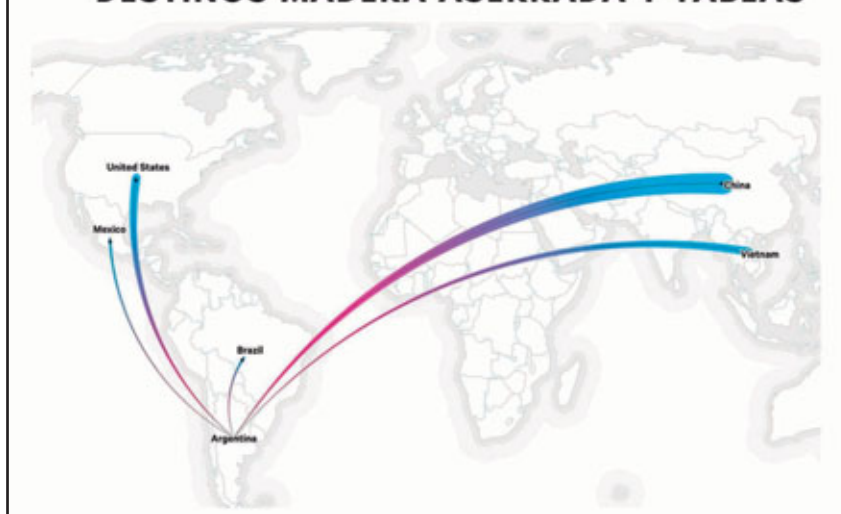 DESTINOS MADERA ASERRADA Y TABLAS
United States
China
Mexico
Vietnam
Brazil
Argentina